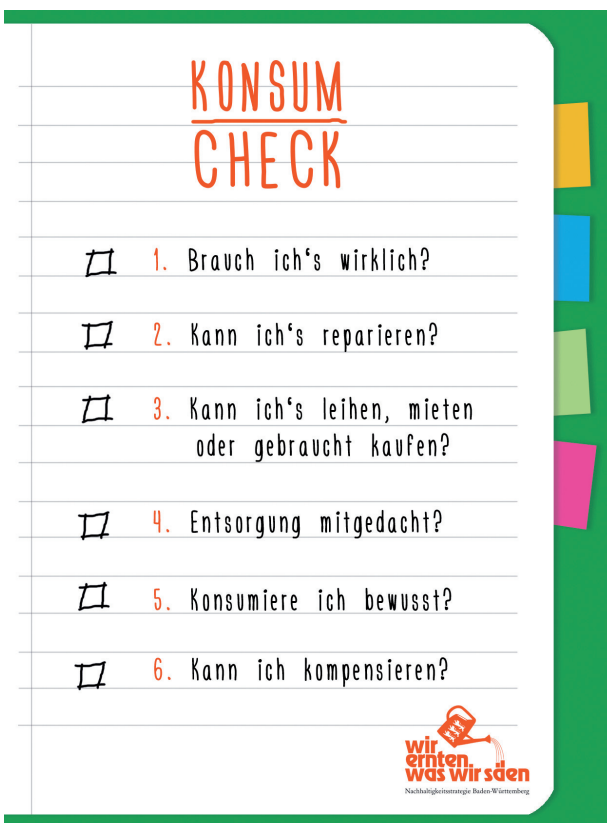 KONSUM
CHECK
1. Brauch ich‘s wirklich?
2. Kann ich‘s reparieren?
3. Kann ich‘s leihen, mieten
oder gebraucht kaufen?
4. Entsorgung mitgedacht?
5. Konsumiere ich bewusst?
6. Kann ich kompensieren?
wir
ernten,
was wir säen
Nachhaltigkeitsstrategie Baden-Württemberg